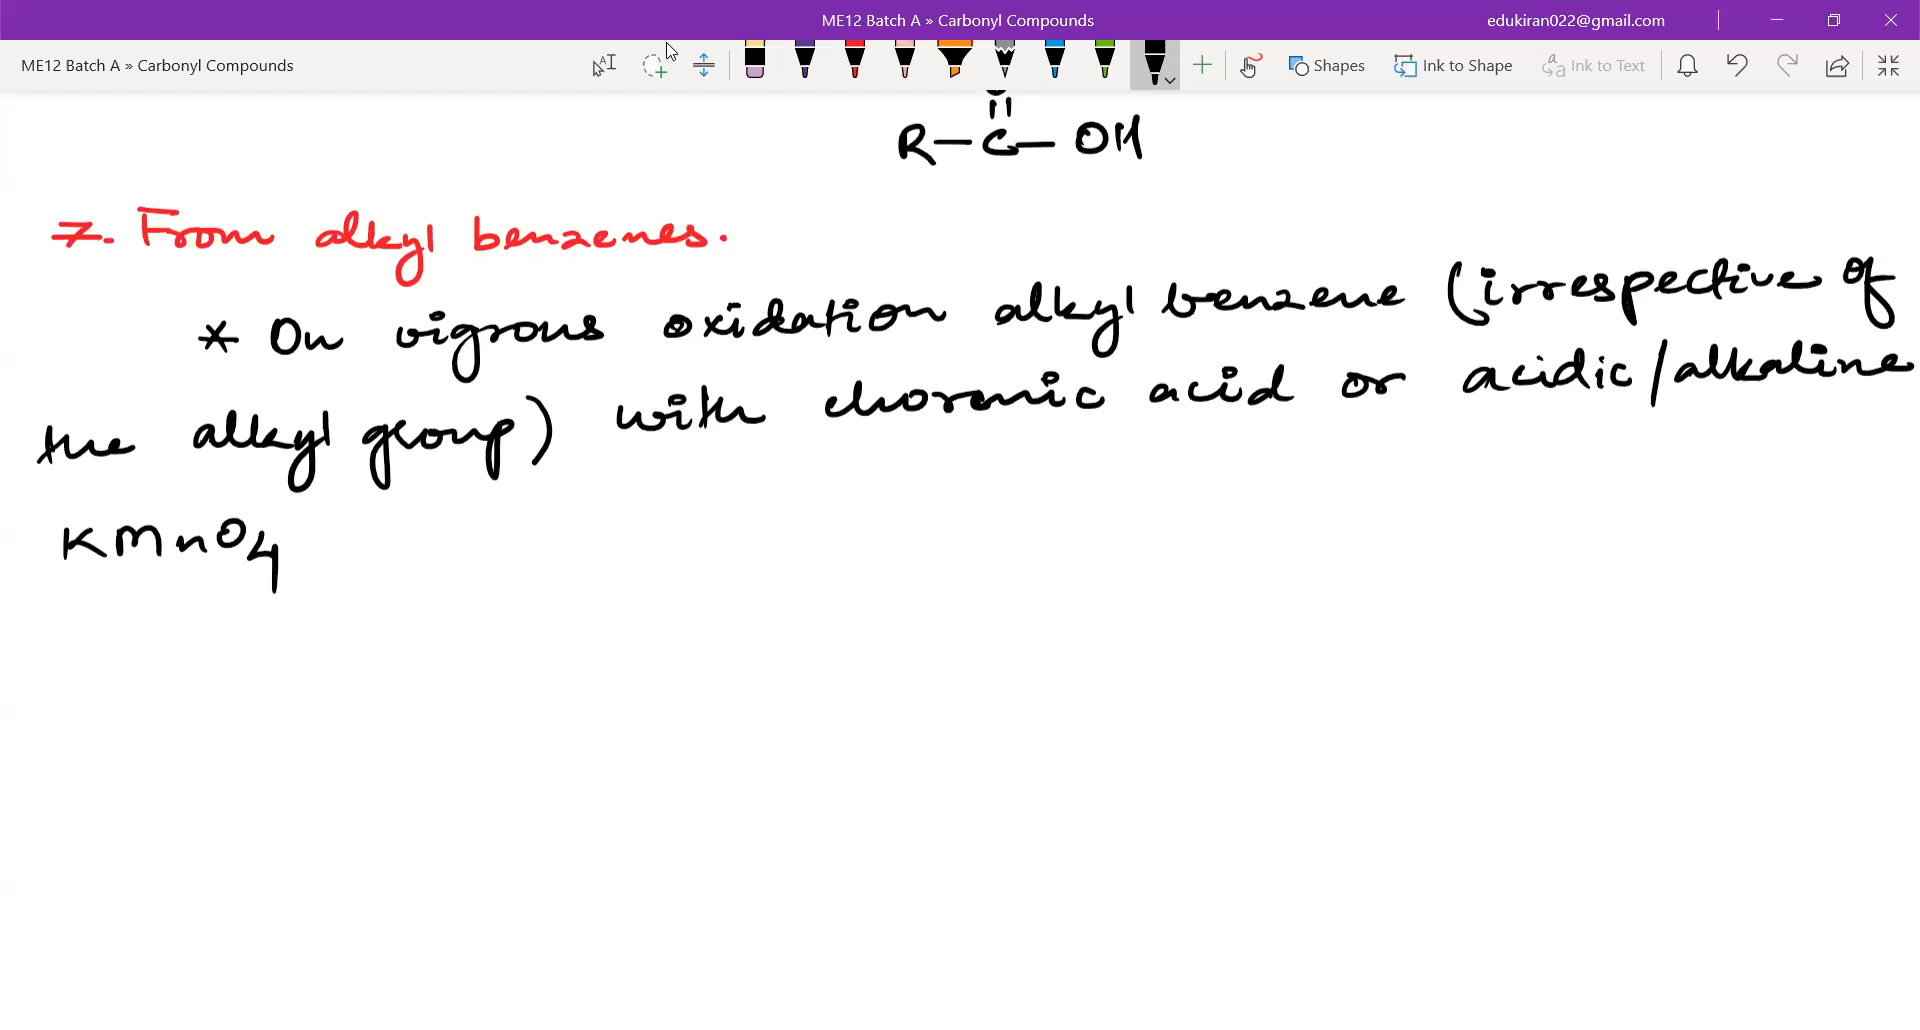 ME12 Batch A » Carbonyl Compounds
edukiran022@gmail.com
ME12 Batch A » Carbonyl Compounds
Shapes
Ink to Shape
Ink to Text
R—C—OH
7. From alkyl benzenes.
* On vigrous oxidation alkyl benzene (irrespective of
the alkyl group) with choromic acid or acidic/alkaline
KMnO4